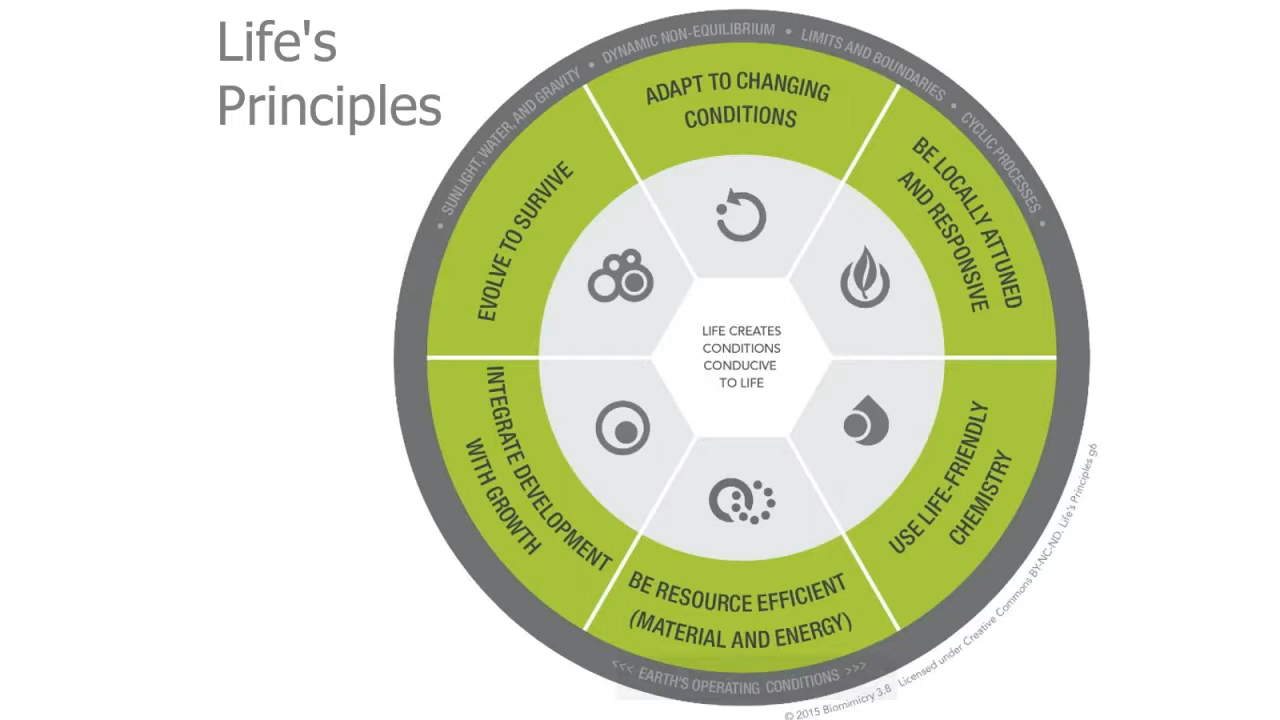 Life's
Principles
• SUNLIGHT, WATER, AND GRAVITY • DYNAMIC NON-EQUILIBRIUM • LIMITS AND BOUNDARIES • CYCLIC PROCESSES •
ADAPT TO CHANGING
CONDITIONS
BE LOCALLY ATTUNED
AND RESPONSIVE
USE LIFE-FRIENDLY
CHEMISTRY
BE RESOURCE EFFICIENT
(MATERIAL AND ENERGY)
INTEGRATE DEVELOPMENT
WITH GROWTH
EVOLVE TO SURVIVE
LIFE CREATES
CONDITIONS
CONDUCIVE
TO LIFE
<<< EARTH'S OPERATING CONDITIONS >>>
© 2015 Biomimicry 3.8 Licensed under Creative Commons BY-NC-ND. Life's Principles g6